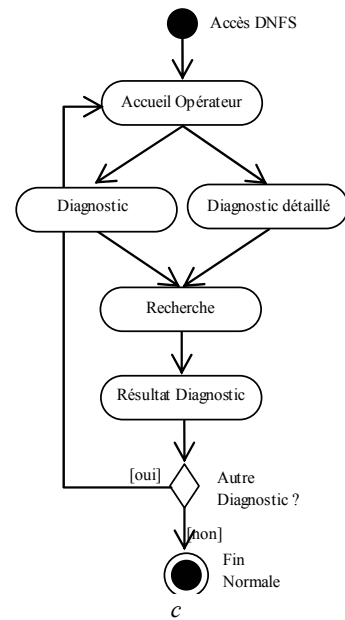 Accès DNFS
Accueil Opérateur
Diagnostic
Diagnostic détaillé
Recherche
Résultat Diagnostic
[oui]
Autre
Diagnostic ?
[non]
Fin
Normale
c